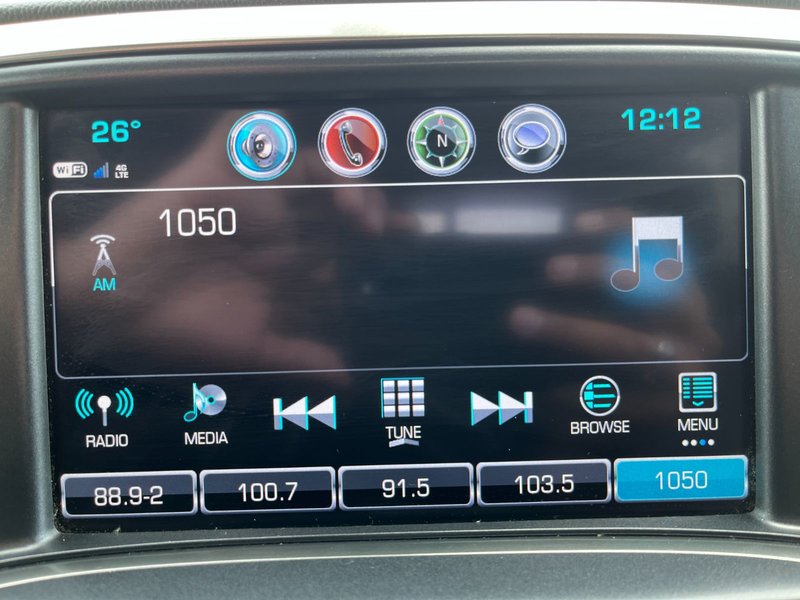 26°
12:12
N
WiFi
4G
LTE
1050
AM
RADIO
MEDIA
TUNE
BROWSE
MENU
88.9-2
100.7
91.5
103.5
1050